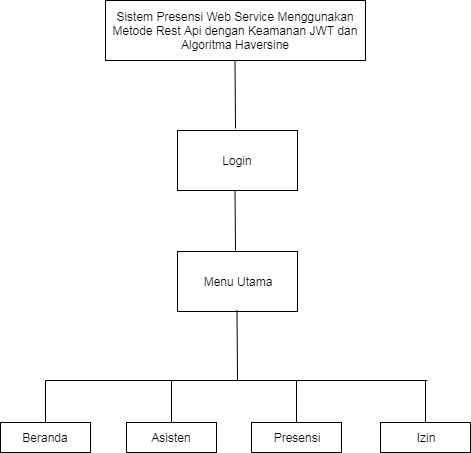 Sistem Presensi Web Service Menggunakan
Metode Rest Api dengan Keamanan JWT dan
Algoritma Haversine
Login
Menu Utama
Beranda
Asisten
Presensi
Izin